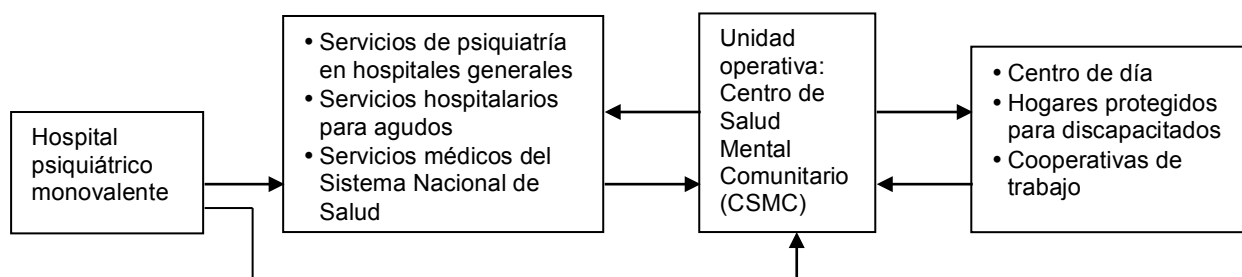 Hospital
psiquiátrico
monovalente
• Servicios de psiquiatría
en hospitales generales
• Servicios hospitalarios
para agudos
• Servicios médicos del
Sistema Nacional de
Salud
Unidad
operativa:
Centro de
Salud
Mental
Comunitario
(CSMC)
• Centro de día
• Hogares protegidos
para discapacitados
• Cooperativas de
trabajo